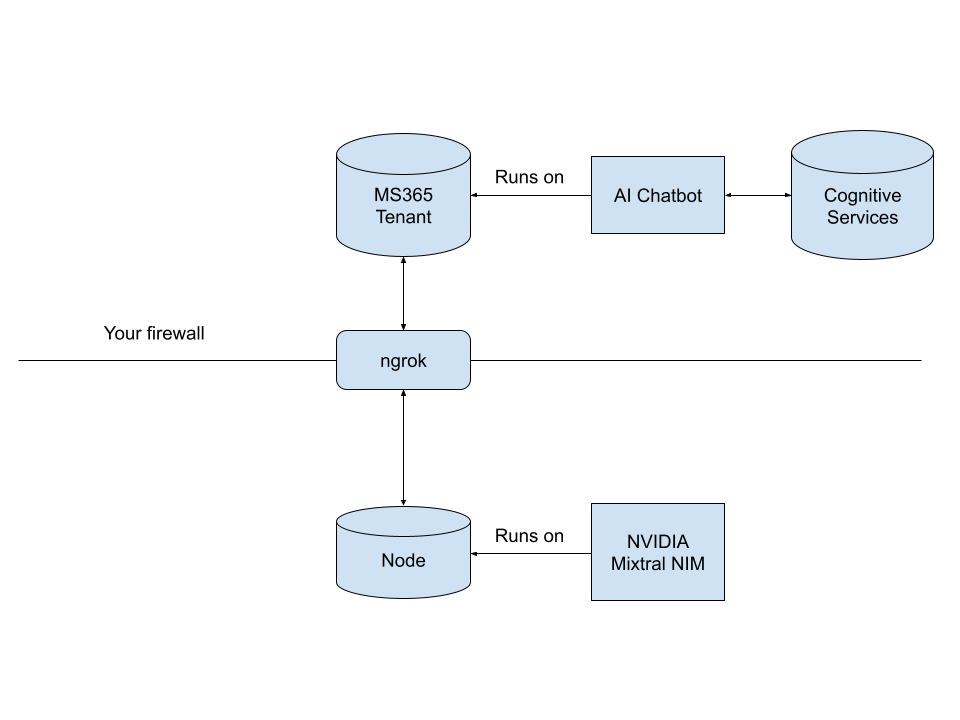 MS365
Tenant
Runs on
AI Chatbot
Cognitive
Services
Your firewall
ngrok
Node
Runs on
NVIDIA
Mixtral NIM